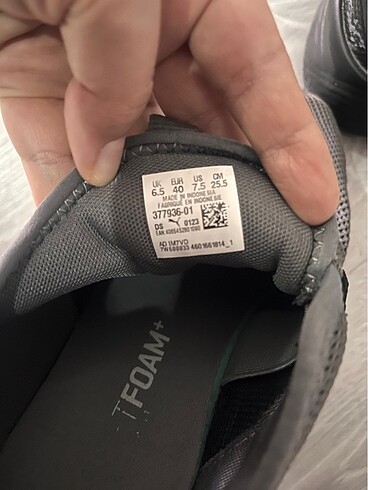 UK EUR US CM
6.5 40 7.5 25.5
MADE IN INDONESIA
FABRIQUE EN INDONESIE
377936-01
DS 0123
AD 1M7VO
FOAM+